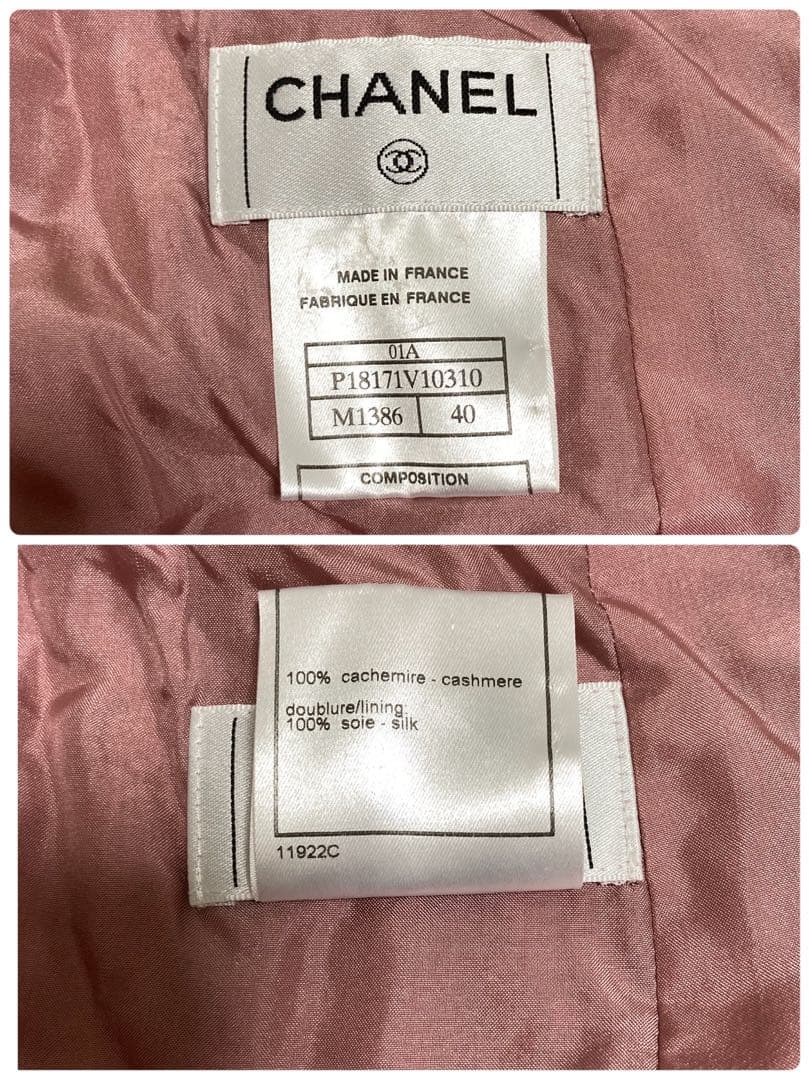 CHANEL
MADE IN FRANCE
FABRIQUE EN FRANCE
01A
P18171V10310
M1386 40
COMPOSITION
100% cachemire - cashmere
doublure/lining:
100% soie - silk
11922C